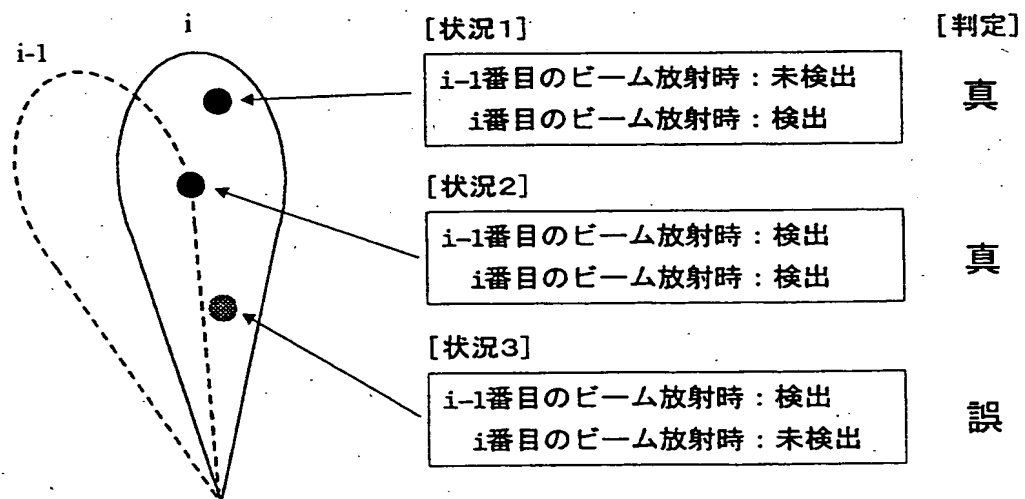 i-1
i
[状況1]
[判定]
i-1番目のビーム放射時：未検出
i番目のビーム放射時：検出
真
[状況2]
i-1番目のビーム放射時：検出
i番目のビーム放射時：検出
真
[状況3]
i-1番目のビーム放射時：検出
i番目のビーム放射時：未検出
誤